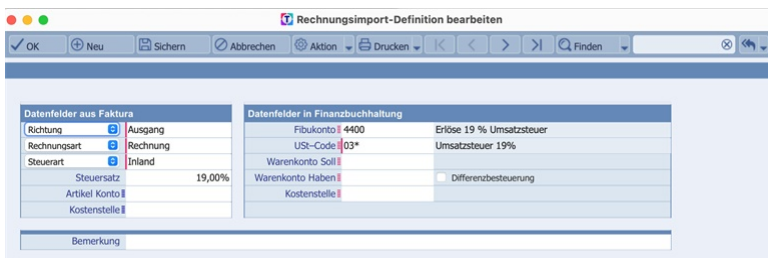 Rechnungsimport-Definition bearbeiten
OK Neu Sichern Abbrechen Aktion Drucken Finden
Datenfelder aus Faktura
Richtung Ausgang
Rechnungsart Rechnung
Steuerart Inland
Steuersatz 19,00%
Artikel Konto
Kostenstelle
Datenfelder in Finanzbuchhaltung
Fibukonto 4400 Erlöse 19 % Umsatzsteuer
USt-Code 03* Umsatzsteuer 19%
Warenkonto Soll
Warenkonto Haben Differenzbesteuerung
Kostenstelle
Bemerkung